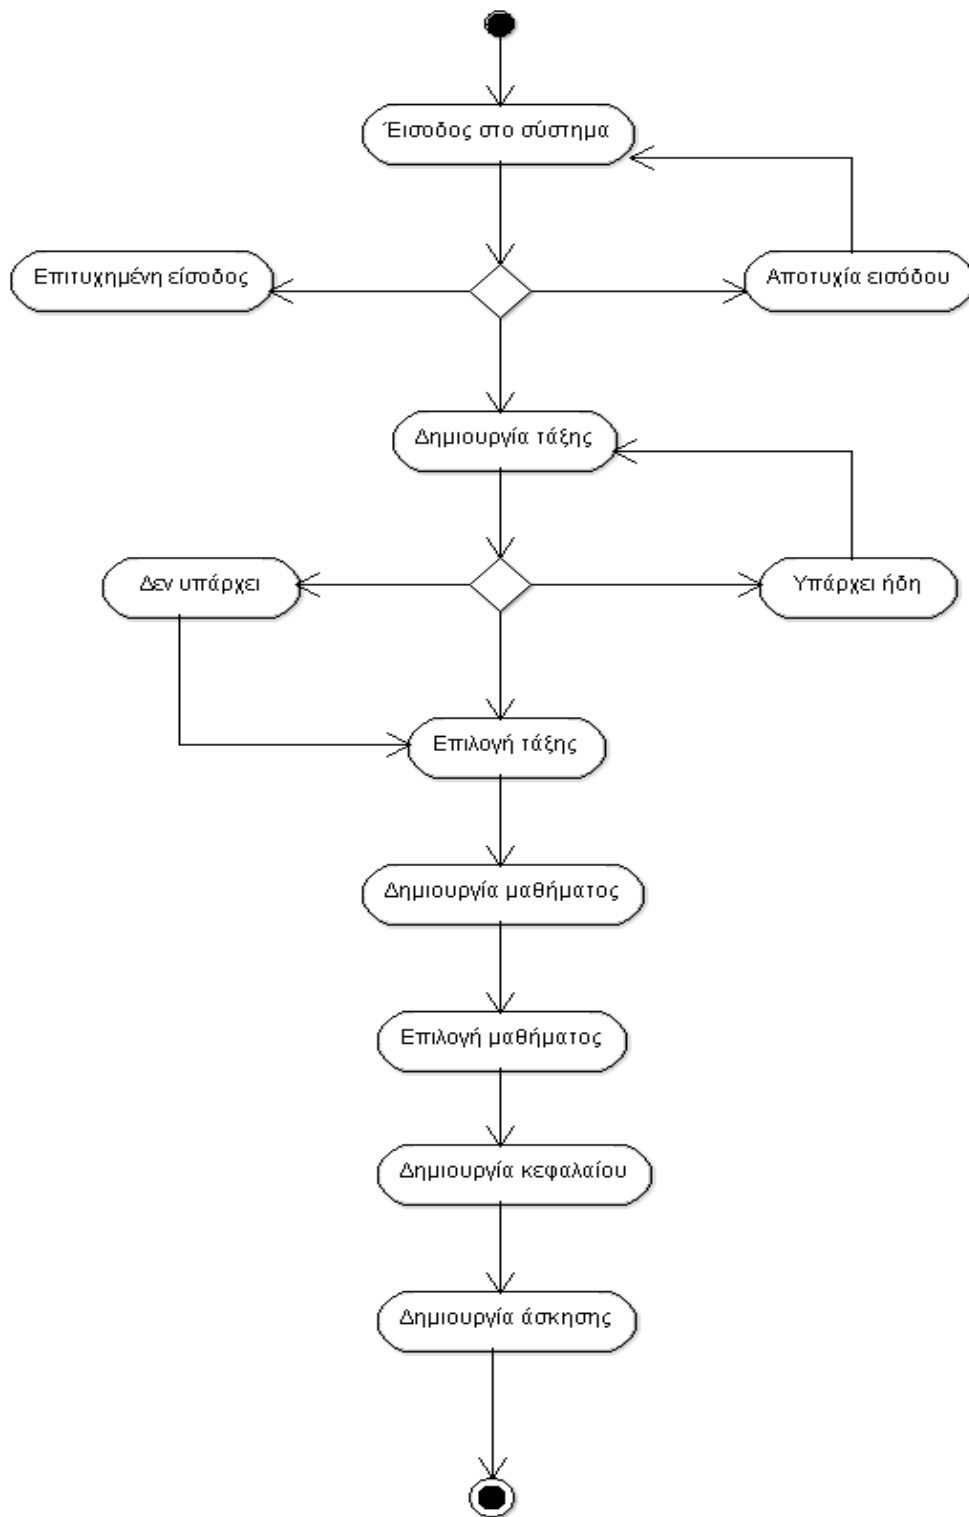 Έισοδος στο σύστημα
Επιτυχημένη είσοδος
Αποτυχία εισόδου
Δημιουργία τάξης
Δεν υπάρχει
Υπάρχει ήδη
Επιλογή τάξης
Δημιουργία μαθήματος
Επιλογή μαθήματος
Δημιουργία κεφαλαίου
Δημιουργία άσκησης